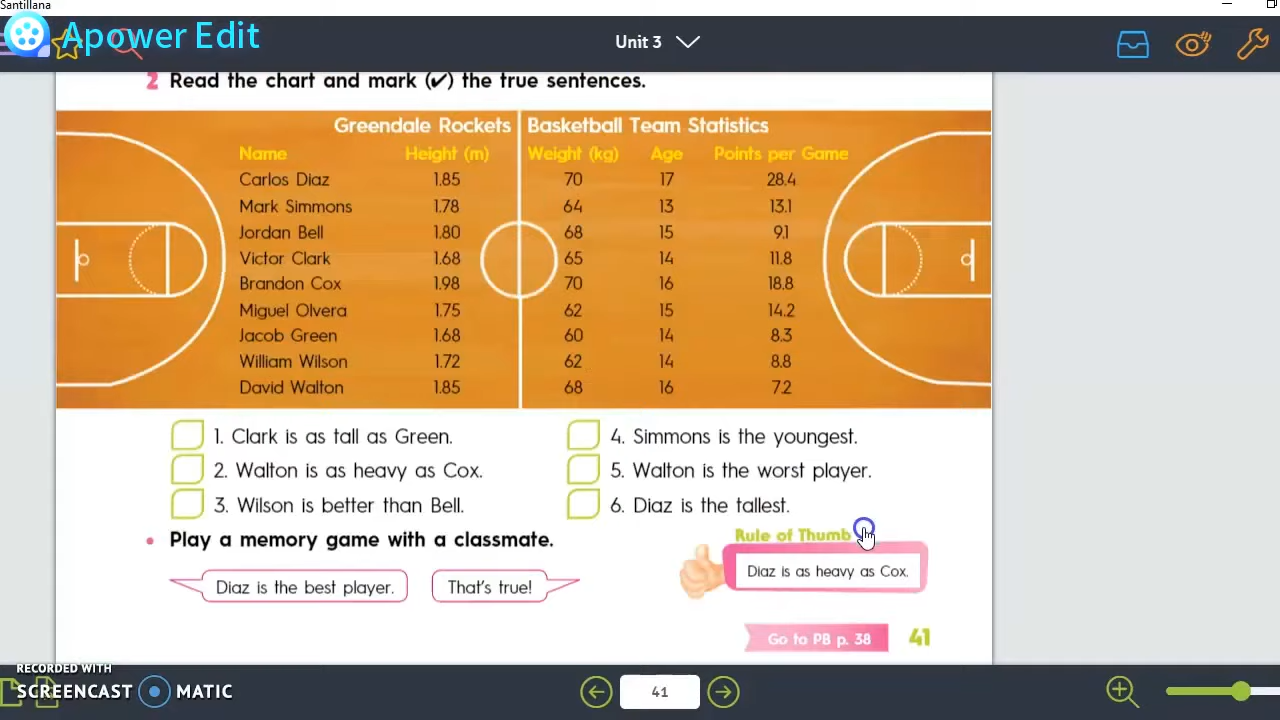 Santillana
Apower Edit
Unit 3
2 Read the chart and mark (✔) the true sentences.
Greendale Rockets Basketball Team Statistics
Name Height (m) Weight (kg) Age Points per Game
Carlos Diaz 1.85 70 17 28.4
Mark Simmons 1.78 64 13 13.1
Jordan Bell 1.80 68 15 9.1
Victor Clark 1.68 65 14 11.8
Brandon Cox 1.98 70 16 18.8
Miguel Olvera 1.75 62 15 14.2
Jacob Green 1.68 60 14 8.3
William Wilson 1.72 62 14 8.8
David Walton 1.85 68 16 7.2
1. Clark is as tall as Green.
2. Walton is as heavy as Cox.
3. Wilson is better than Bell.
4. Simmons is the youngest.
5. Walton is the worst player.
6. Diaz is the tallest.
• Play a memory game with a classmate.
Diaz is the best player.
That's true!
Rule of Thumb
Diaz is as heavy as Cox.
Go to PB p. 38
41
RECORDED WITH
SCREENCAST MATIC
41